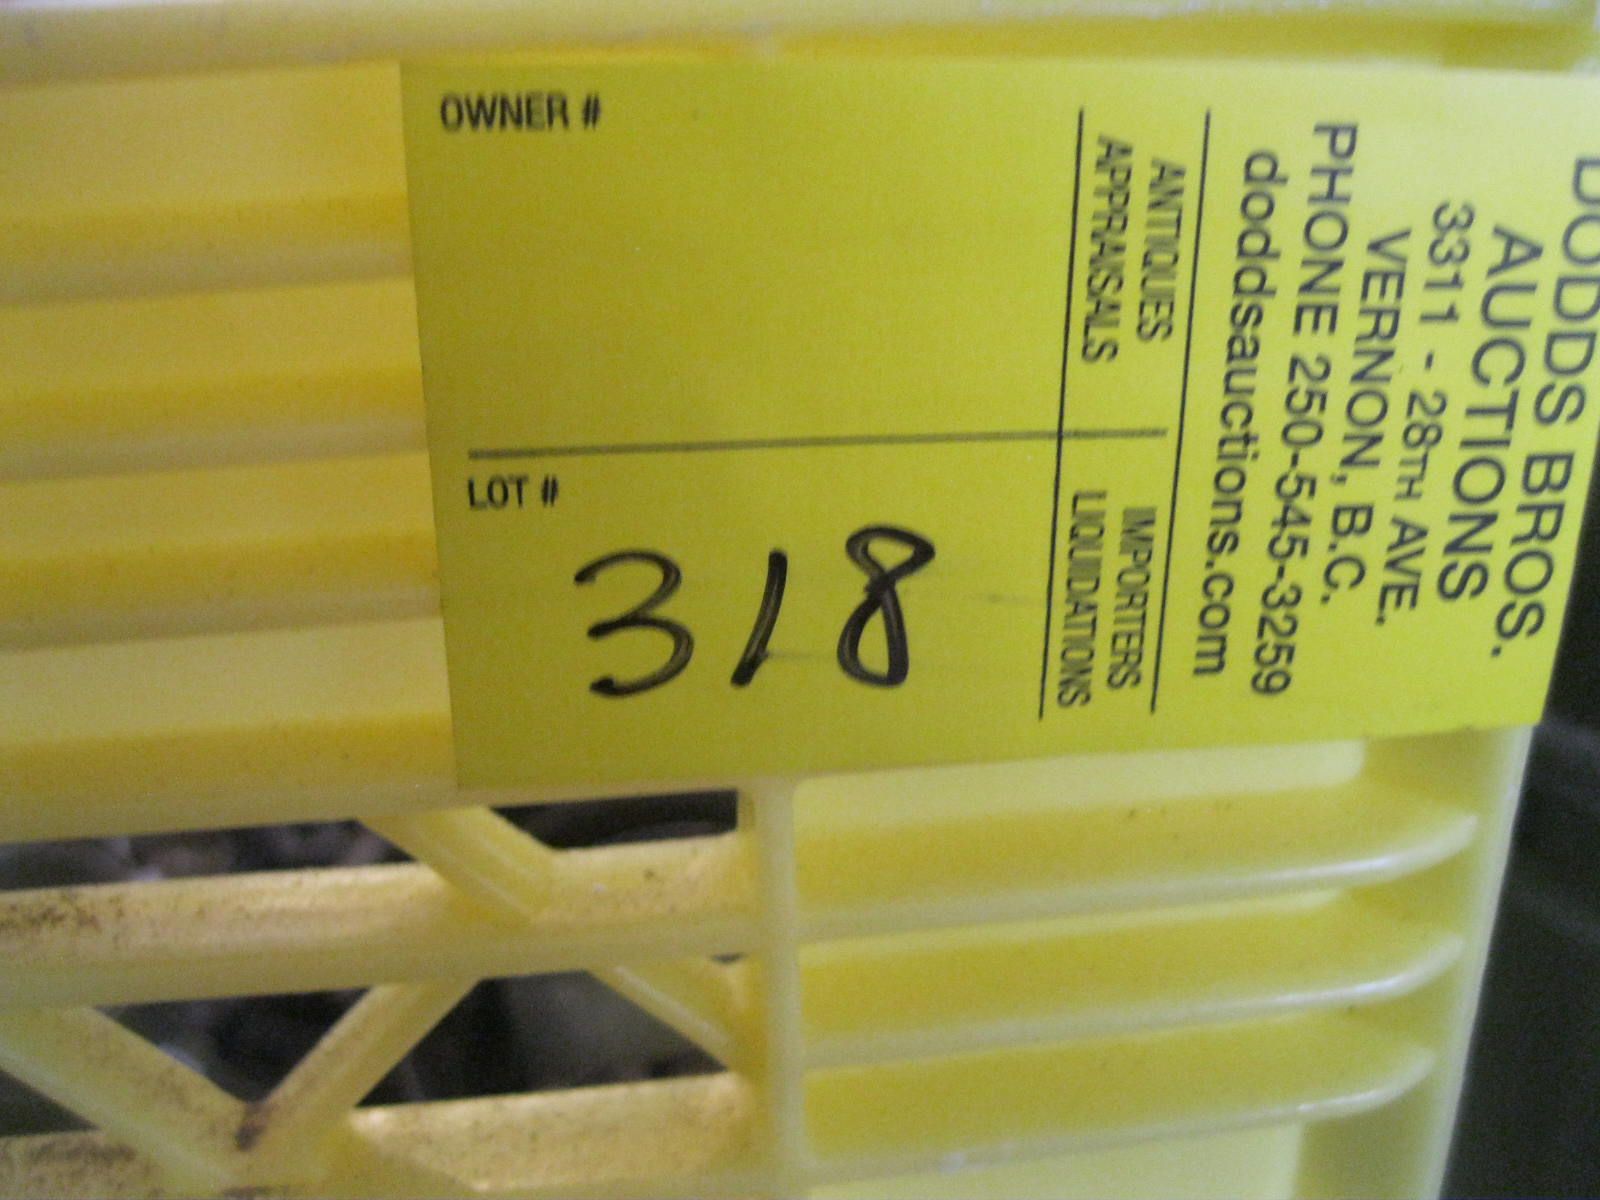 OWNER #
LOT #
318
DODDS BROS.
AUCTIONS
3311 - 28TH AVE.
VERNON, B.C.
PHONE 250-545-3259
doddsauctions.com
ANTIQUES IMPORTERS
APPRAISALS LIQUIDATIONS